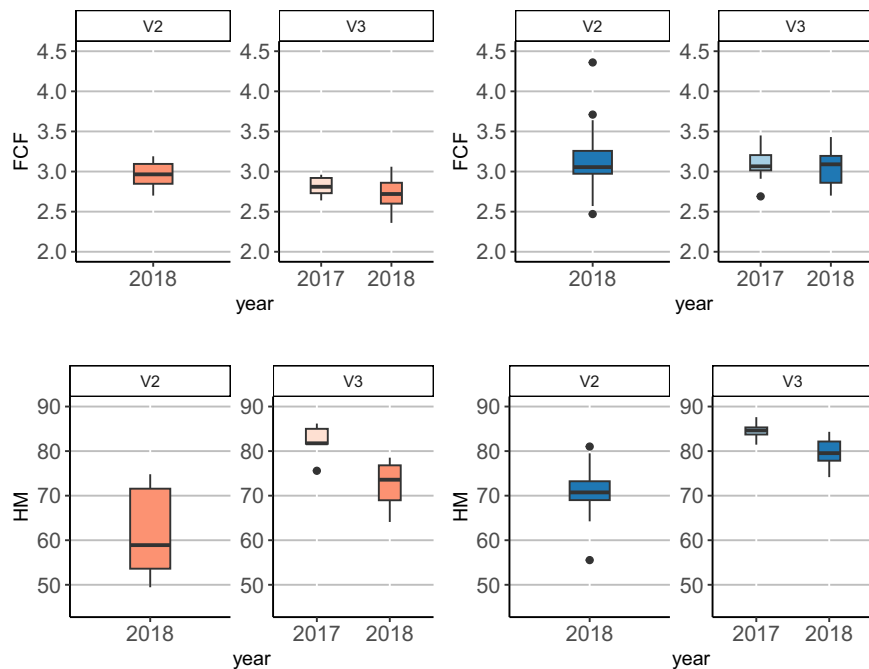 V2 V3 V2 V3
FCF
4.5 4.5 4.5 4.5
4.0 4.0 4.0 4.0
3.5 3.5 3.5 3.5
3.0 3.0 3.0 3.0
2.5 2.5 2.5 2.5
2.0 2.0 2.0 2.0
FCF
2018 2017 2018 2018 2017 2018
year year
V2 V3 V2 V3
HM
90 90 90 90
80 80 80 80
70 70 70 70
60 60 60 60
50 50 50 50
HM
2018 2017 2018 2018 2017 2018
year year